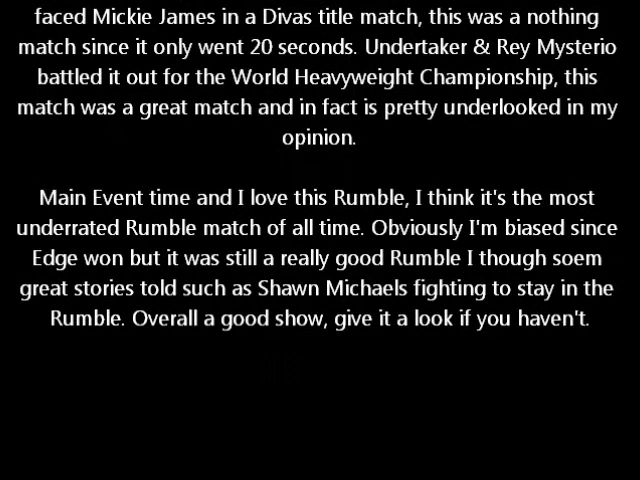 faced Mickie James in a Divas title match, this was a nothing
match since it only went 20 seconds. Undertaker & Rey Mysterio
battled it out for the World Heavyweight Championship, this
match was a great match and in fact is pretty underlooked in my
opinion.
Main Event time and I love this Rumble, I think it's the most
underrated Rumble match of all time. Obviously I'm biased since
Edge won but it was still a really good Rumble I though soem
great stories told such as Shawn Michaels fighting to stay in the
Rumble. Overall a good show, give it a look if you haven't.